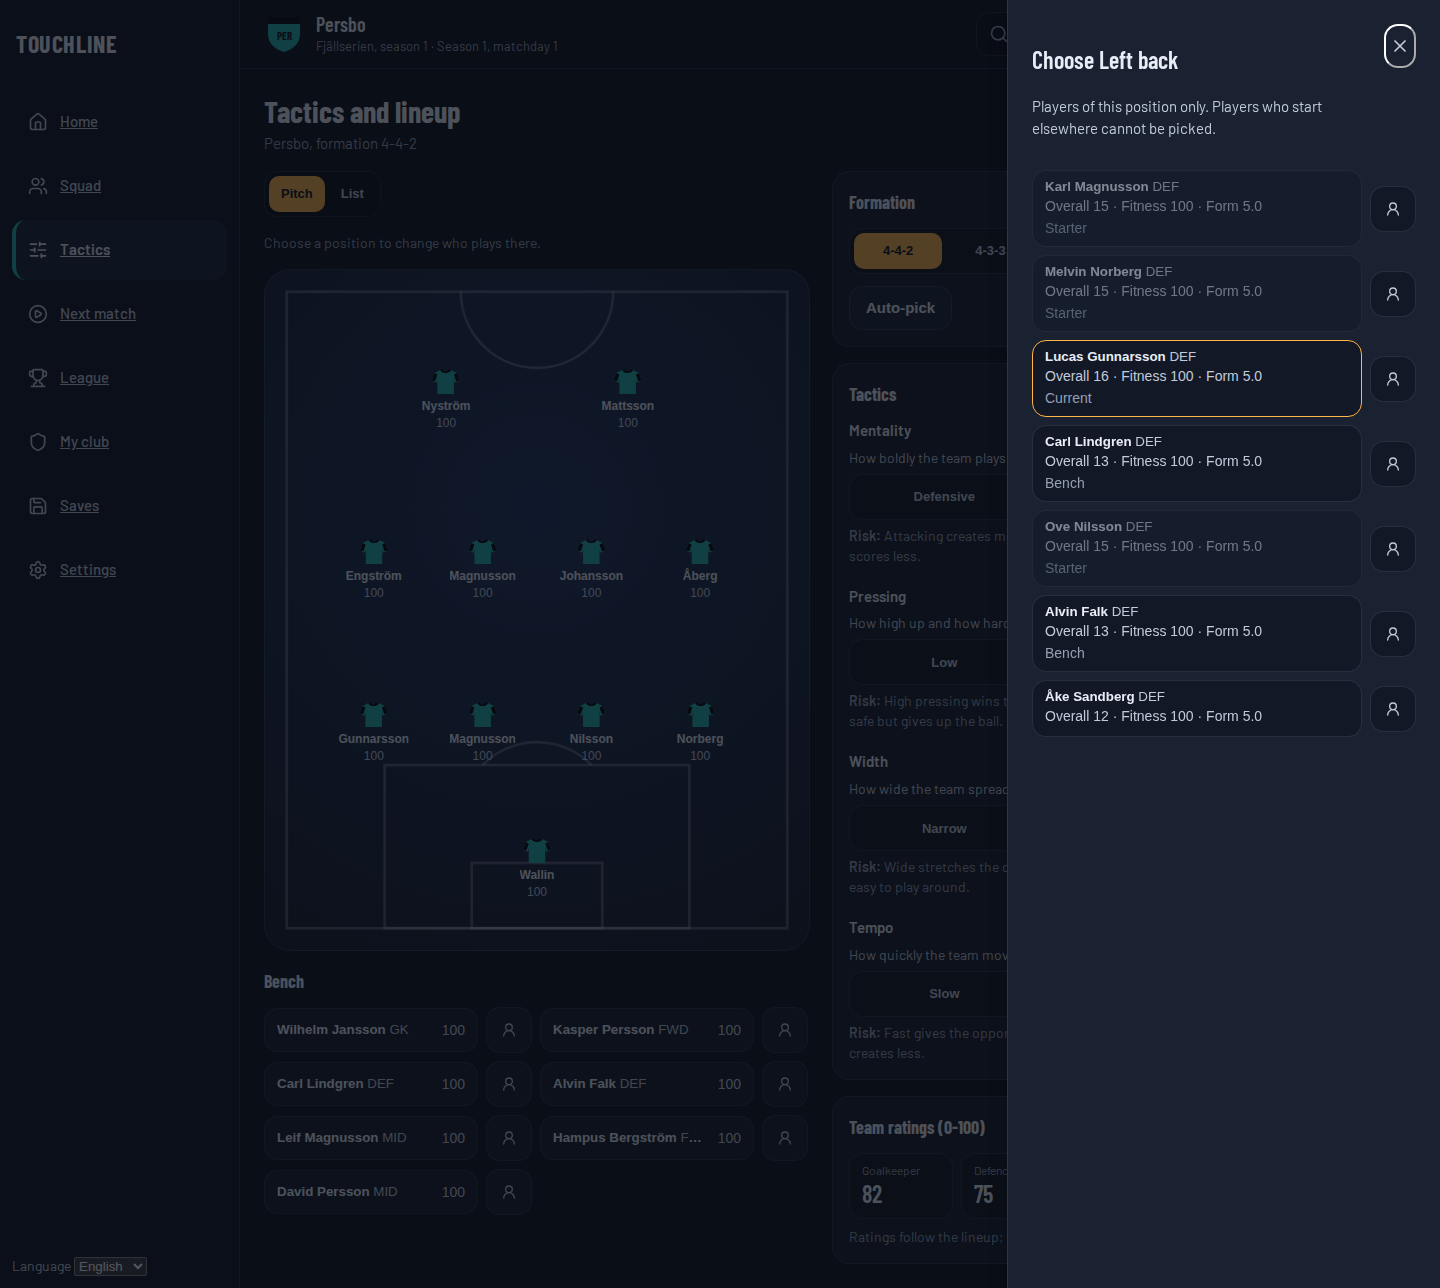 TOUCHLINE
Home
Squad
Tactics
Next match
League
My club
Saves
Settings
Language English
PER
Persbo
Fjällserien, season 1 · Season 1, matchday 1
Tactics and lineup
Persbo, formation 4-4-2
Pitch List
Choose a position to change who plays there.
Nyström Mattsson
100 100
Engström Magnusson Johansson Åberg
100 100 100 100
Gunnarsson Magnusson Nilsson Norberg
100 100 100 100
Wallin
100
Bench
Wilhelm Jansson GK 100 Kasper Persson FWD 100
Carl Lindgren DEF 100 Alvin Falk DEF 100
Leif Magnusson MID 100 Hampus Bergström F... 100
David Persson MID 100
Formation
4-4-2 4-3-3
Auto-pick
Tactics
Mentality
How boldly the team plays
Defensive
Risk: Attacking creates m
scores less.
Pressing
How high up and how hard
Low
Risk: High pressing wins t
safe but gives up the ball.
Width
How wide the team spread
Narrow
Risk: Wide stretches the o
easy to play around.
Tempo
How quickly the team mov
Slow
Risk: Fast gives the oppor
creates less.
Team ratings (0-100)
Goalkeeper Defenc
82 75
Ratings follow the lineup:
Choose Left back
Players of this position only. Players who start
elsewhere cannot be picked.
Karl Magnusson DEF
Overall 15 · Fitness 100 · Form 5.0
Starter
Melvin Norberg DEF
Overall 15 · Fitness 100 · Form 5.0
Starter
Lucas Gunnarsson DEF
Overall 16 · Fitness 100 · Form 5.0
Current
Carl Lindgren DEF
Overall 13 · Fitness 100 · Form 5.0
Bench
Ove Nilsson DEF
Overall 15 · Fitness 100 · Form 5.0
Starter
Alvin Falk DEF
Overall 13 · Fitness 100 · Form 5.0
Bench
Åke Sandberg DEF
Overall 12 · Fitness 100 · Form 5.0